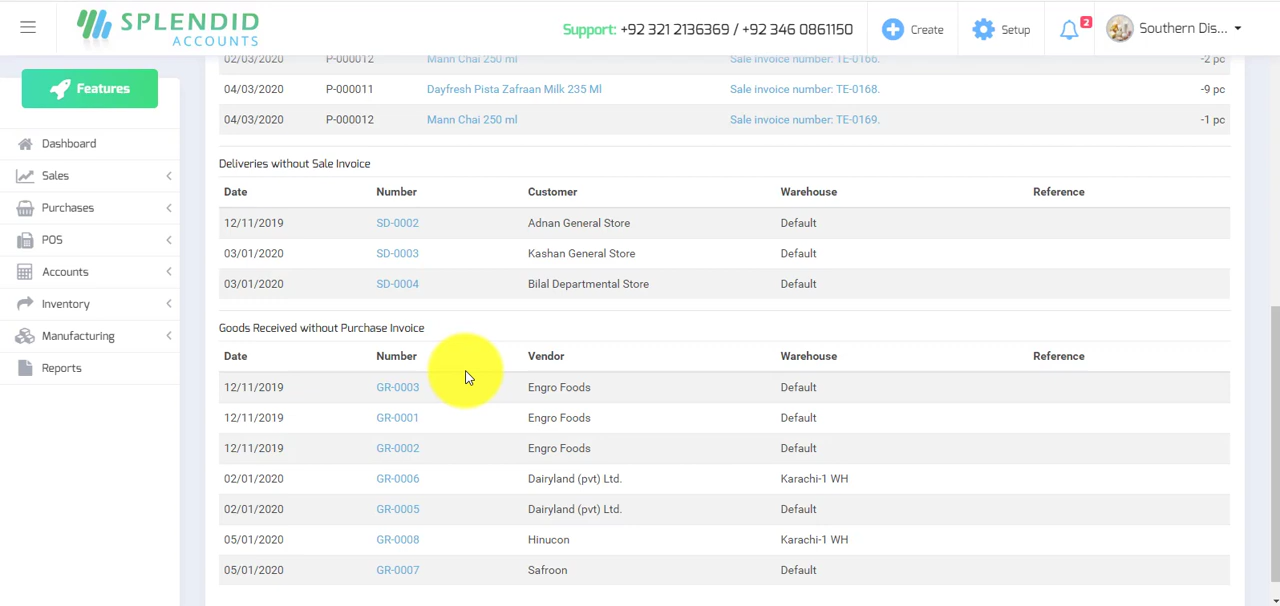 SPLENDID
ACCOUNTS
Support: +92 321 2136369 / +92 346 0861150
Create
Setup
2
Southern Dis...
Features
Dashboard
Sales
Purchases
POS
Accounts
Inventory
Manufacturing
Reports
02/03/2020 P-000012 Mann Chai 250 ml Sale invoice number: TE-0166. -2 pc
04/03/2020 P-000011 Dayfresh Pista Zafraan Milk 235 Ml Sale invoice number: TE-0168. -9 pc
04/03/2020 P-000012 Mann Chai 250 ml Sale invoice number: TE-0169. -1 pc
Deliveries without Sale Invoice
Date Number Customer Warehouse Reference
12/11/2019 SD-0002 Adnan General Store Default
03/01/2020 SD-0003 Kashan General Store Default
03/01/2020 SD-0004 Bilal Departmental Store Default
Goods Received without Purchase Invoice
Date Number Vendor Warehouse Reference
12/11/2019 GR-0003 Engro Foods Default
12/11/2019 GR-0001 Engro Foods Default
12/11/2019 GR-0002 Engro Foods Default
02/01/2020 GR-0006 Dairyland (pvt) Ltd. Karachi-1 WH
02/01/2020 GR-0005 Dairyland (pvt) Ltd. Default
05/01/2020 GR-0008 Hinucon Karachi-1 WH
05/01/2020 GR-0007 Safroon Default